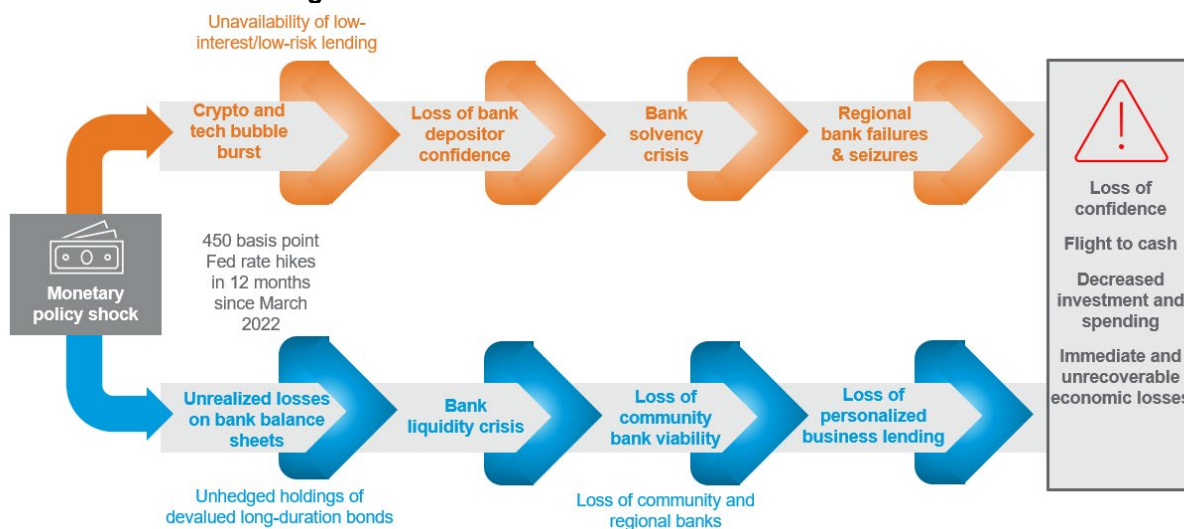 Unavailability of low-
interest/low-risk lending
Crypto and
tech bubble
burst
Loss of bank
depositor
confidence
Bank
solvency
crisis
Regional
bank failures
& seizures
Monetary
policy shock
450 basis point
Fed rate hikes
in 12 months
since March
2022
Unrealized losses
on bank balance
sheets
Bank
liquidity crisis
Loss of
community
bank viability
Loss of
personalized
business lending
Unhedged holdings of
devalued long-duration bonds
Loss of community and
regional banks
Loss of
confidence
Flight to cash
Decreased
investment and
spending
Immediate and
unrecoverable
economic losses